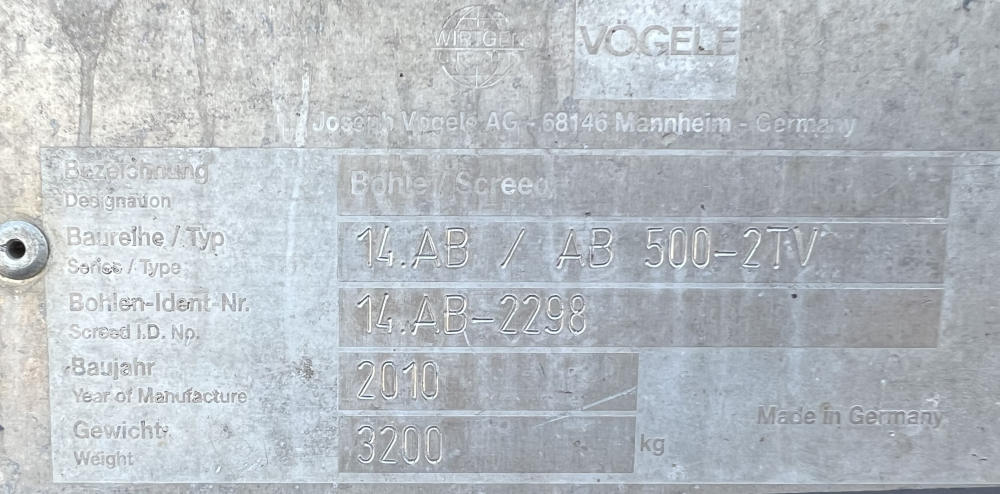 WIRTGEN
VÖGELE
Joseph Vögele AG - 68146 Mannheim - Germany
Bezeichnung
Designation
Bohle / Screed
Baureihe / Typ
Series / Type
14.AB / AB 500-2TV
Bohlen-Ident-Nr.
Screed I.D. No.
14.AB-2298
Baujahr
Year of Manufacture
2010
Gewicht
Weight
3200 kg
Made in Germany